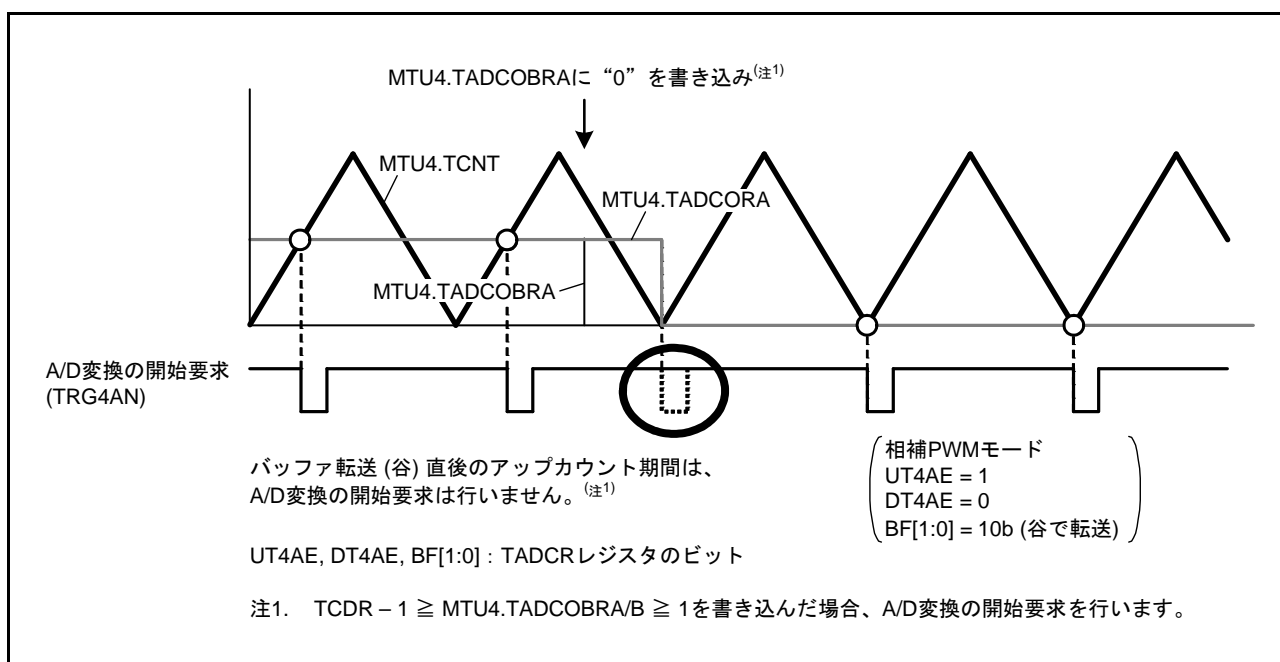 MTU4.TADCOBRAに“0”を書き込み(注1)
MTU4.TCNT
MTU4.TADCORA
MTU4.TADCOBRA
A/D変換の開始要求
(TRG4AN)
相補PWMモード
UT4AE = 1
DT4AE = 0
BF[1:0] = 10b (谷で転送)
バッファ転送 (谷) 直後のアップカウント期間は、
A/D変換の開始要求は行いません。(注1)
UT4AE, DT4AE, BF[1:0]:TADCRレジスタのビット
注1. TCDR – 1 ≧ MTU4.TADCOBRA/B ≧ 1を書き込んだ場合、A/D変換の開始要求を行います。